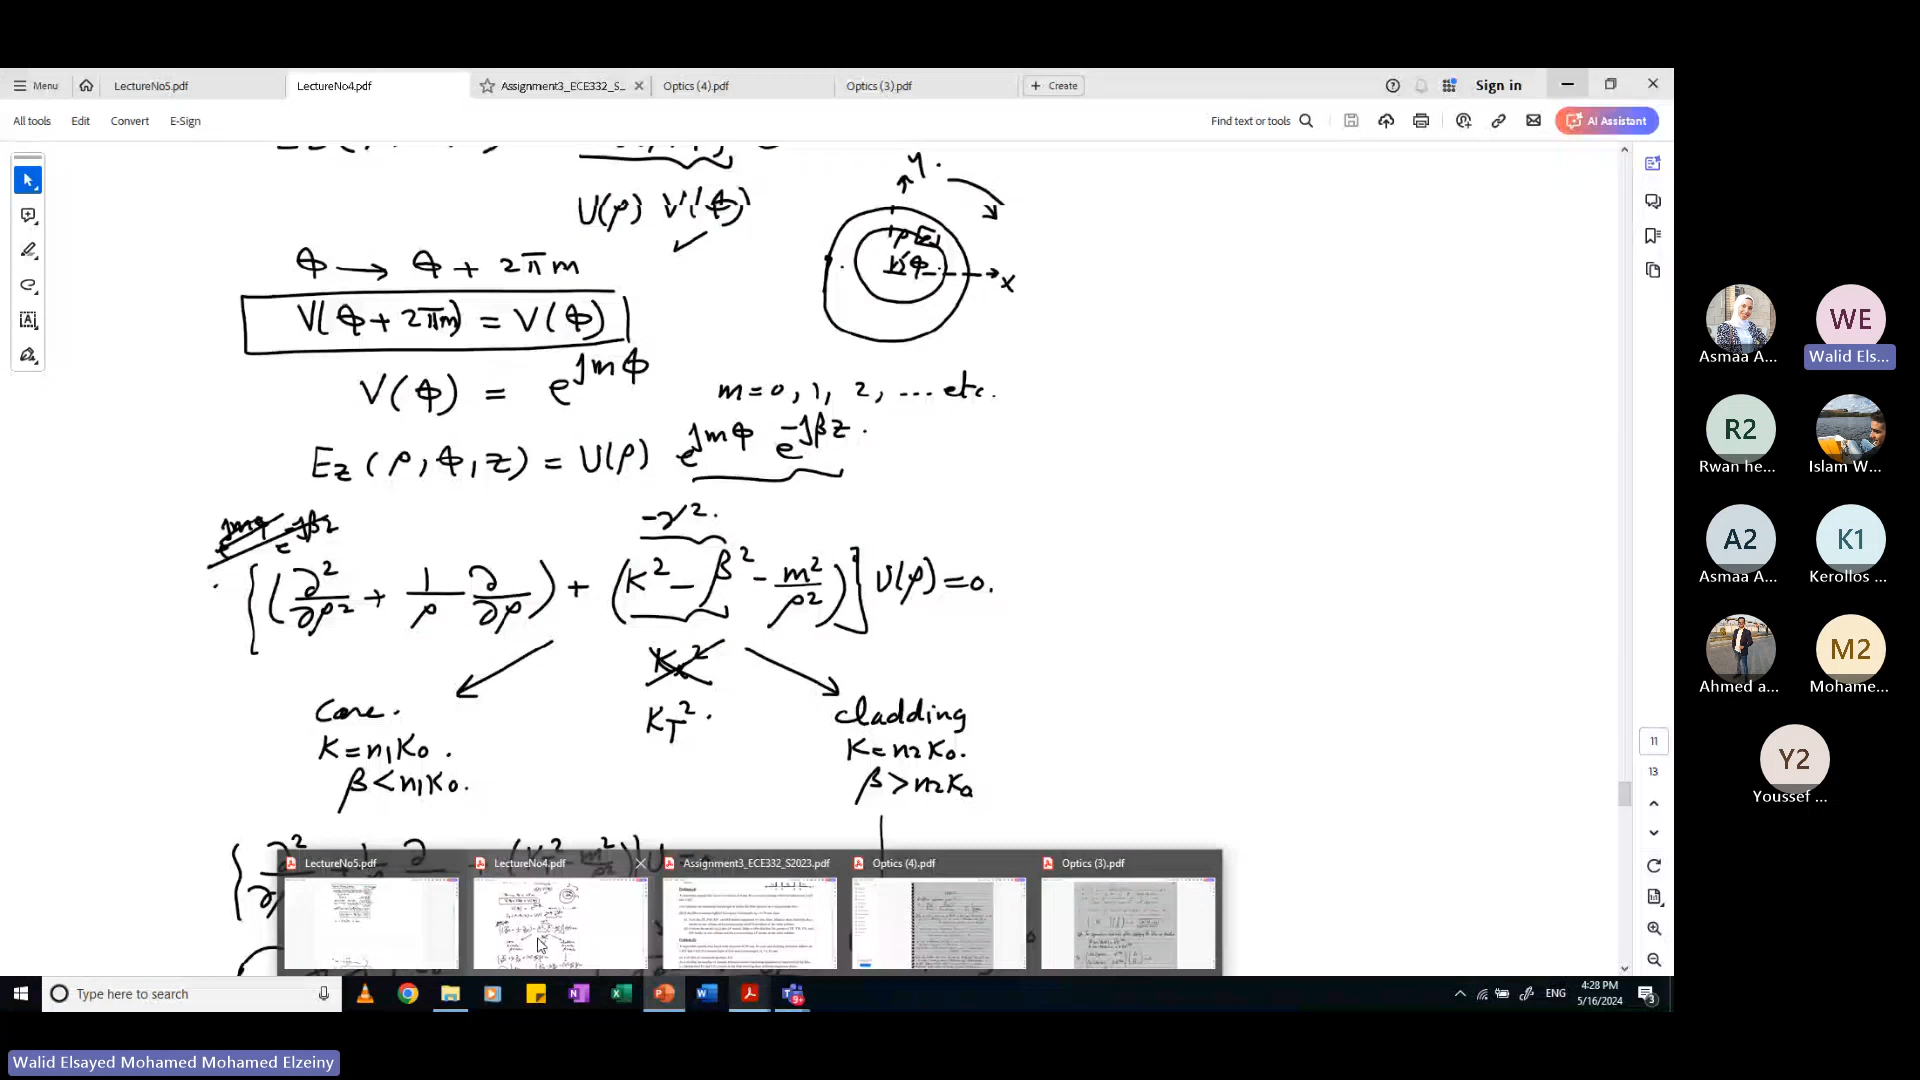 Menu LectureNo5.pdf LectureNo4.pdf Assignment3_ECE332_S... Optics (4).pdf Optics (3).pdf + Create Sign in
All tools Edit Convert E-Sign Find text or tools AI Assistant
U(ρ) V(Φ)
y
Φ → Φ + 2πm
x
V(Φ + 2πm) = V(Φ)
V(Φ) = e^{jmΦ}
m = 0, 1, 2, ... etc.
E_z(ρ, Φ, z) = U(ρ) e^{jmΦ} e^{-jβz}.
-γ².
[(∂²/∂ρ² + 1/ρ ∂/∂ρ) + (K² - β² - m²/ρ²)] U(ρ) = 0.
K_T².
Core.
K = n₁K₀.
β < n₁K₀.
cladding
K = n₂K₀.
β > n₂K₀
11
13
LectureNo5.pdf LectureNo4.pdf Assignment3_ECE332_S2023.pdf Optics (4).pdf Optics (3).pdf
Type here to search
ENG
4:28 PM
5/16/2024
3
WE
Asmaa A... Walid Els...
R2
Rwan he... Islam W...
A2 K1
Asmaa A... Kerollos ...
M2
Ahmed a... Mohame...
Y2
Youssef ...
Walid Elsayed Mohamed Mohamed Elzeiny